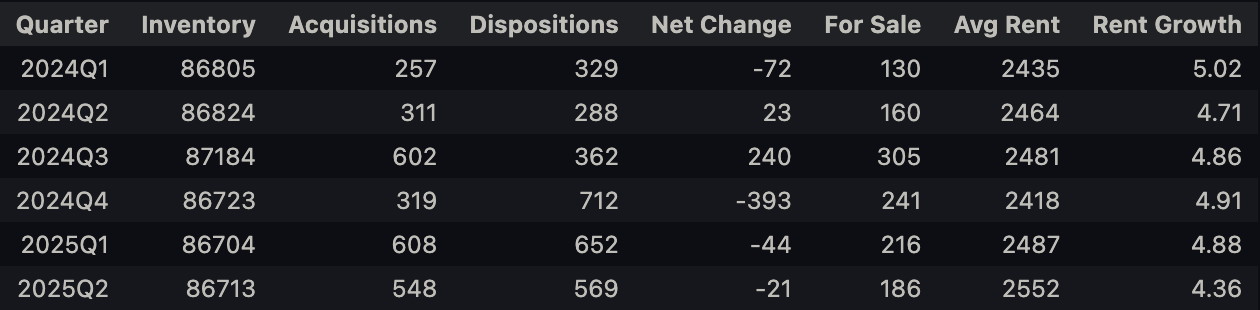 Quarter Inventory Acquisitions Dispositions Net Change For Sale Avg Rent Rent Growth
2024Q1 86805 257 329 -72 130 2435 5.02
2024Q2 86824 311 288 23 160 2464 4.71
2024Q3 87184 602 362 240 305 2481 4.86
2024Q4 86723 319 712 -393 241 2418 4.91
2025Q1 86704 608 652 -44 216 2487 4.88
2025Q2 86713 548 569 -21 186 2552 4.36